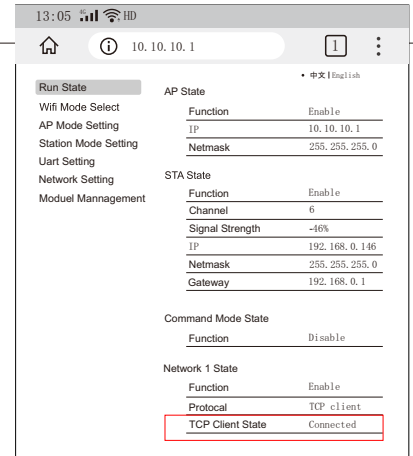 13:05 4G HD
10.10.10.1 1
• 中文 | English
Run State
Wifi Mode Select
AP Mode Setting
Station Mode Setting
Uart Setting
Network Setting
Moduel Mannagement
AP State
Function Enable
IP 10.10.10.1
Netmask 255.255.255.0
STA State
Function Enable
Channel 6
Signal Strength -46%
IP 192.168.0.146
Netmask 255.255.255.0
Gateway 192.168.0.1
Command Mode State
Function Disable
Network 1 State
Function Enable
Protocal TCP client
TCP Client State Connected